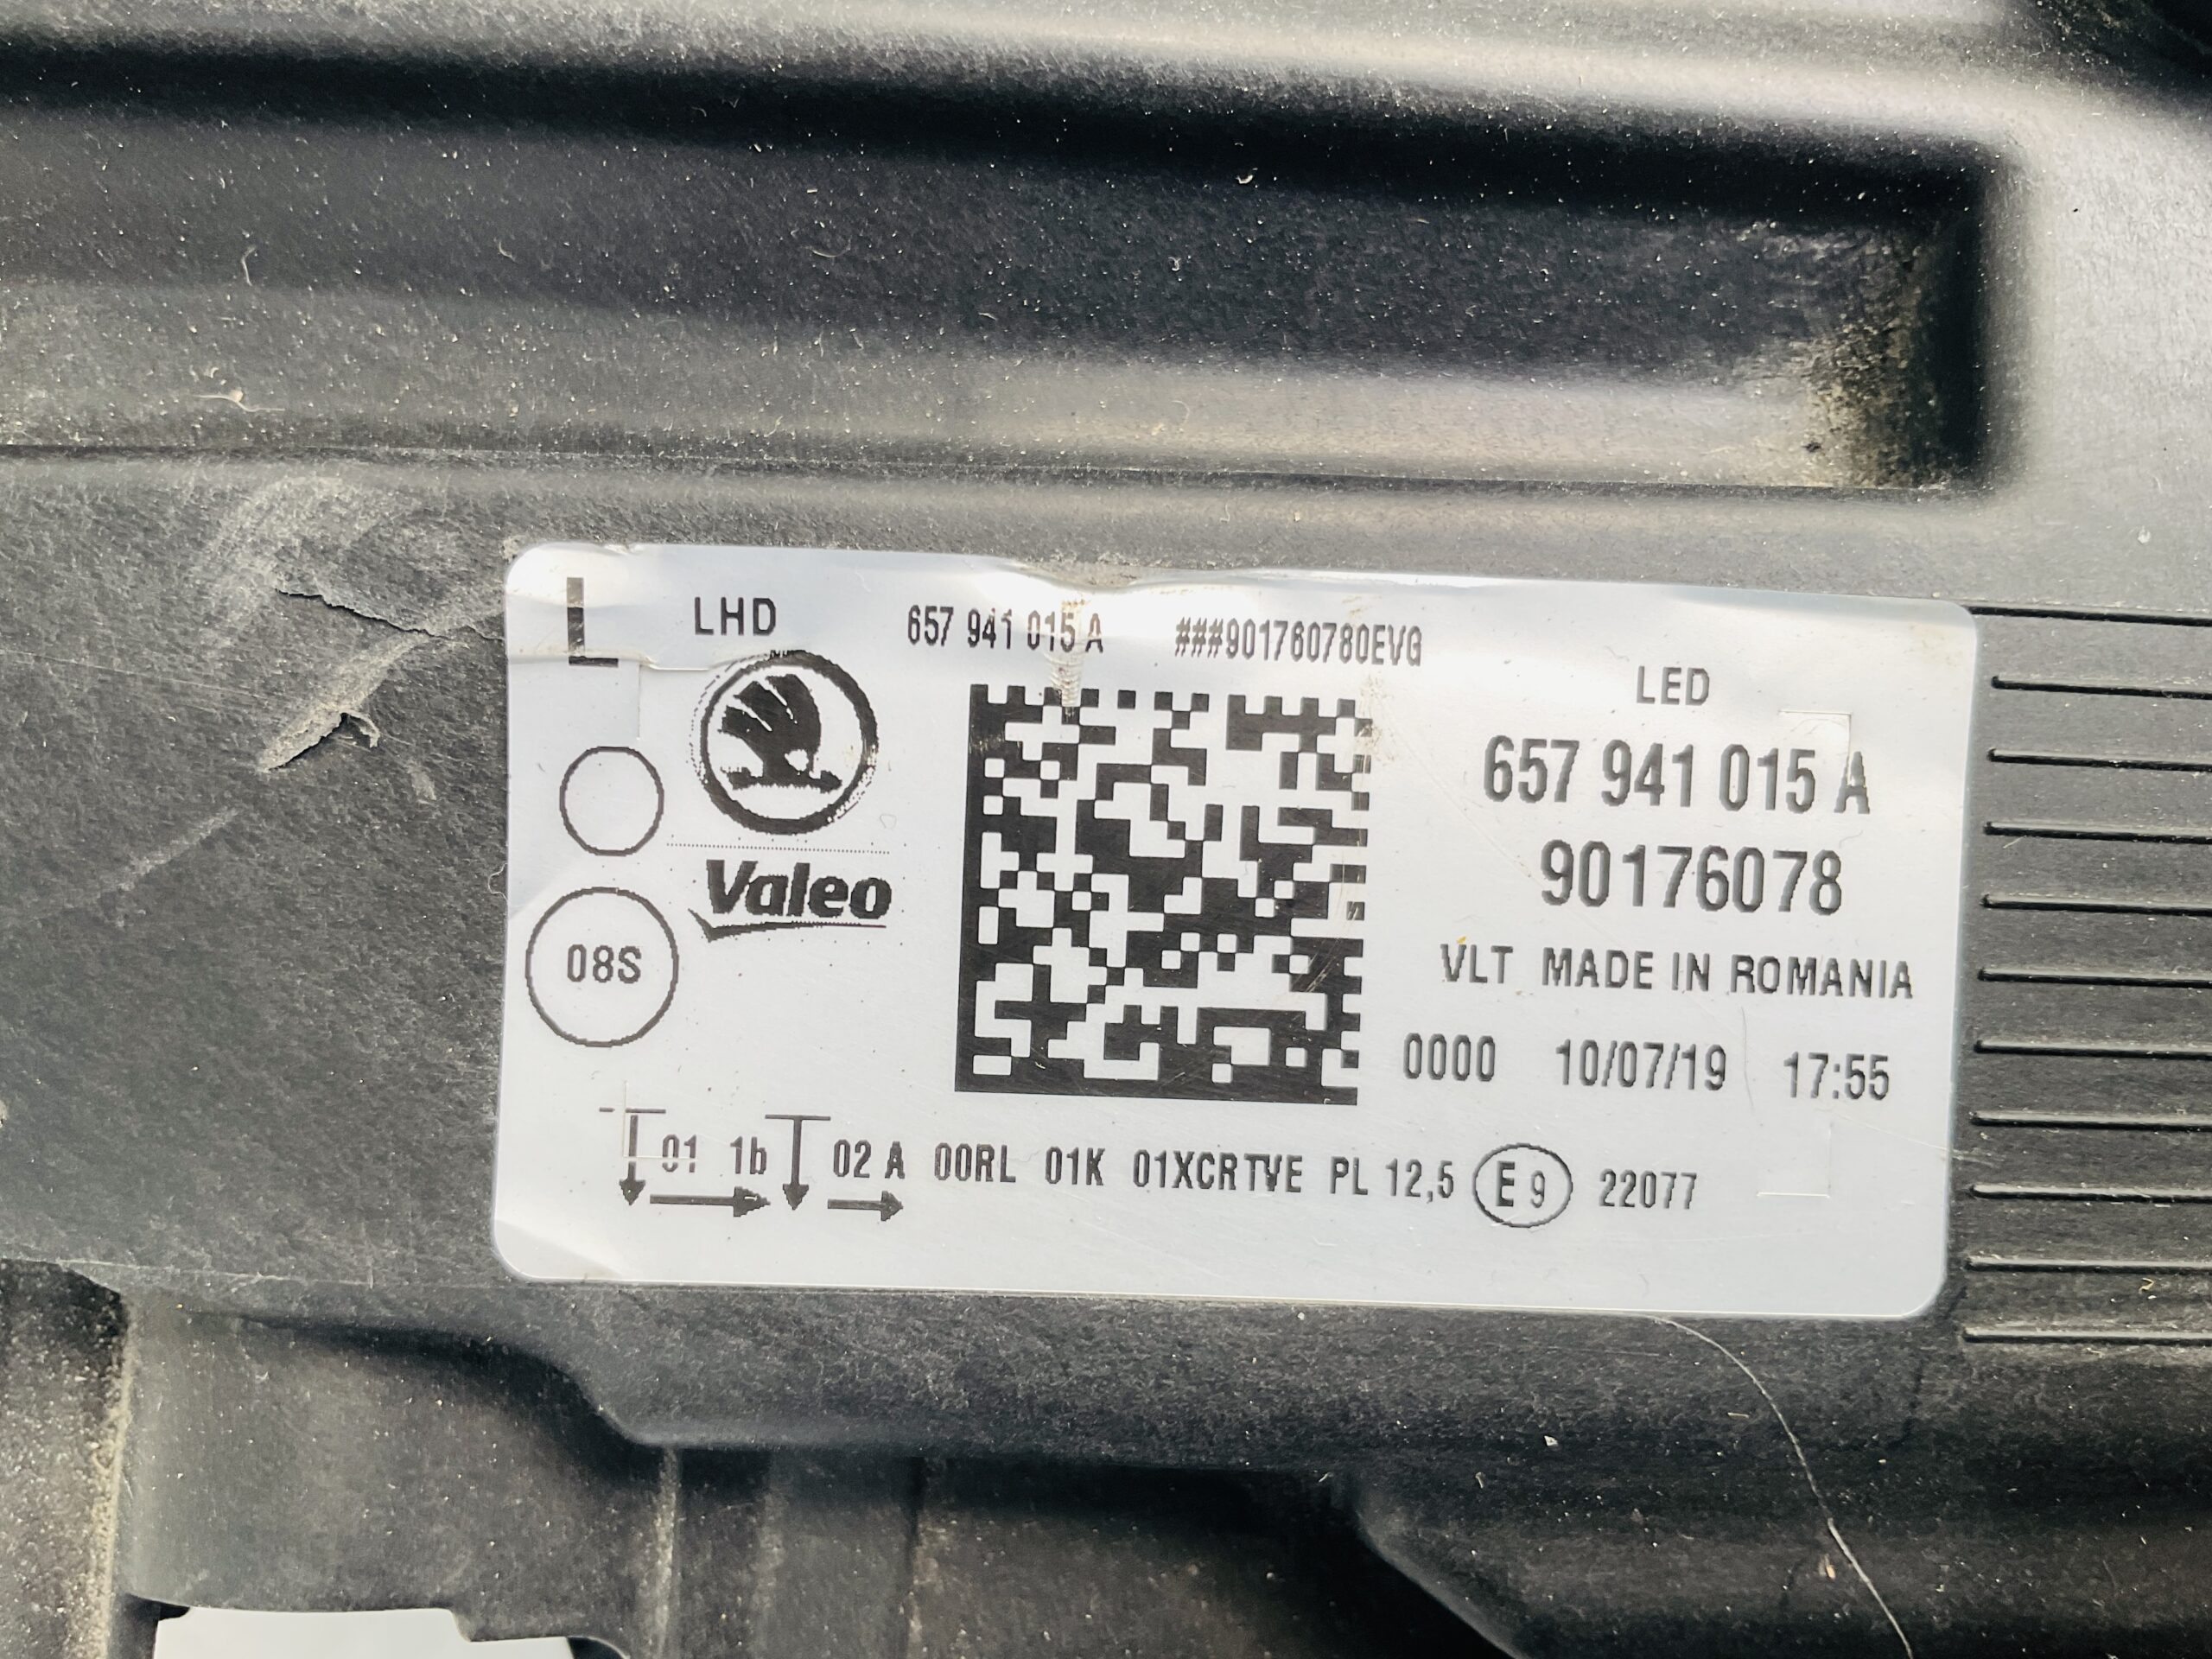 L LHD 657 941 015 A ###901760780EVG
LED
657 941 015 A
Valeo
90176078
08S
VLT MADE IN ROMANIA
0000 10/07/19 17:55
01 1b 02 A 00RL 01K 01XCRTVE PL 12,5 E 9 22077